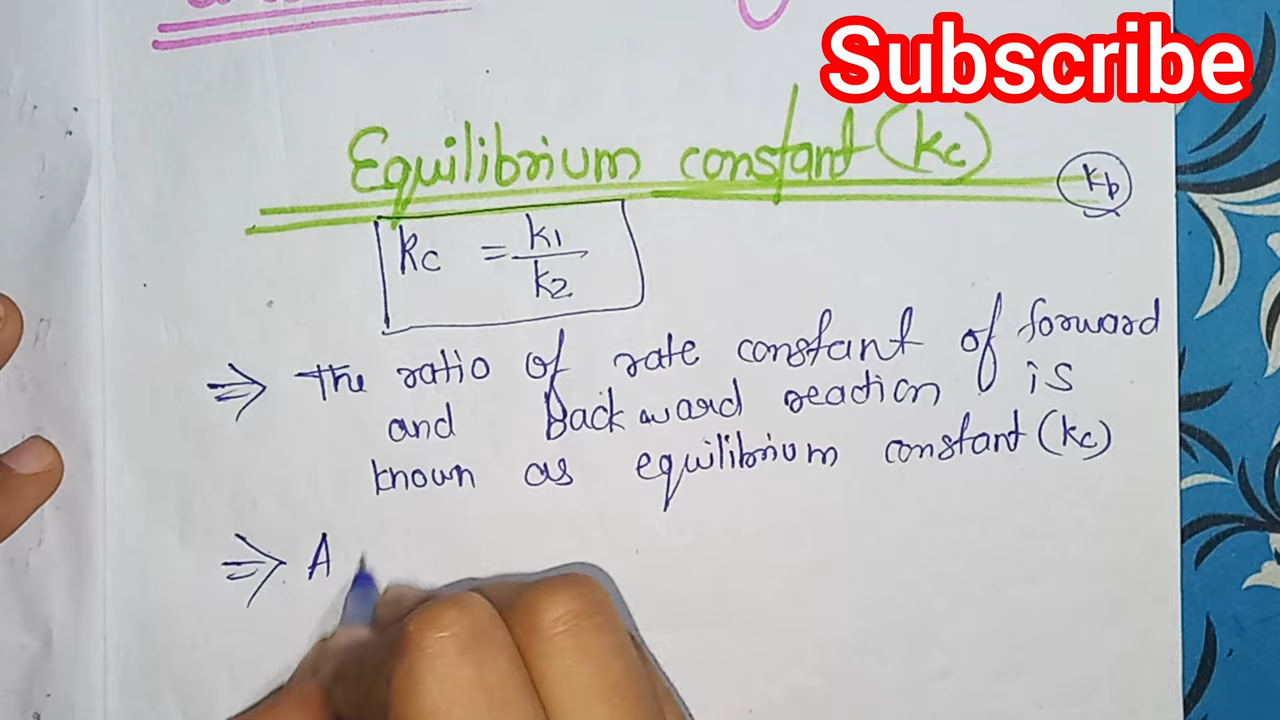 Subscribe
Equilibrium constant (Kc)
Kp
Kc = K1
K2
⇒ The ratio of rate constant of forward
and Backward reaction is
known as equilibrium constant (Kc)
⇒ A